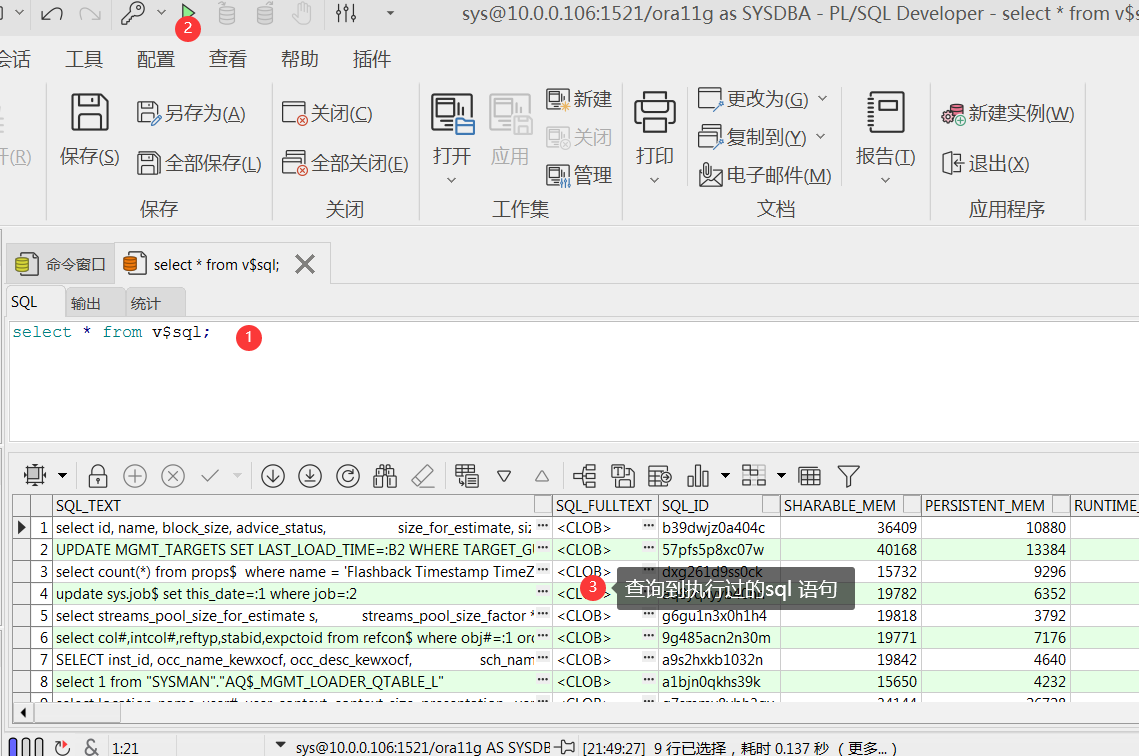 sys@10.0.0.106:1521/ora11g as SYSDBA - PL/SQL Developer - select * from v$s
2
会话 工具 配置 查看 帮助 插件
(R) 保存(S) 另存为(A) 全部保存(L) 保存
关闭(C) 全部关闭(E) 关闭
打开 应用 新建 关闭 管理 工作集
打印 更改为(G) 复制到(Y) 电子邮件(M) 文档
报告(T) 新建实例(W) 退出(X) 应用程序
命令窗口 select * from v$sql;
SQL 输出 统计
select * from v$sql; 1
SQL_TEXT SQL_FULLTEXT SQL_ID SHARABLE_MEM PERSISTENT_MEM RUNTIME_
1 select id, name, block_size, advice_status, size_for_estimate, siz ... <CLOB> ... b39dwjz0a404c 36409 10880
2 UPDATE MGMT_TARGETS SET LAST_LOAD_TIME=:B2 WHERE TARGET_GU ... <CLOB> ... 57pfs5p8xc07w 40168 13384
3 select count(*) from props$ where name = 'Flashback Timestamp TimeZ ... <CLOB> ... dxg261d9ss0ck 15732 9296
4 update sys.job$ set this_date=:1 where job=:2 ... <CL 3 查询到执行过的sql 语句 19782 6352
5 select streams_pool_size_for_estimate s, streams_pool_size_factor * ... <CLOB> ... g6gu1n3x0h1h4 19818 3792
6 select col#,intcol#,reftyp,stabid,expctoid from refcon$ where obj#=:1 ord ... <CLOB> ... 9g485acn2n30m 19771 7176
7 SELECT inst_id, occ_name_kewxocf, occ_desc_kewxocf, sch_nam ... <CLOB> ... a9s2hxkb1032n 19842 4640
8 select 1 from "SYSMAN"."AQ$_MGMT_LOADER_QTABLE_L" ... <CLOB> ... a1bjn0qkhs39k 15650 4232
1:21 sys@10.0.0.106:1521/ora11g AS SYSDB [21:49:27] 9 行已选择，耗时 0.137 秒（更多...）